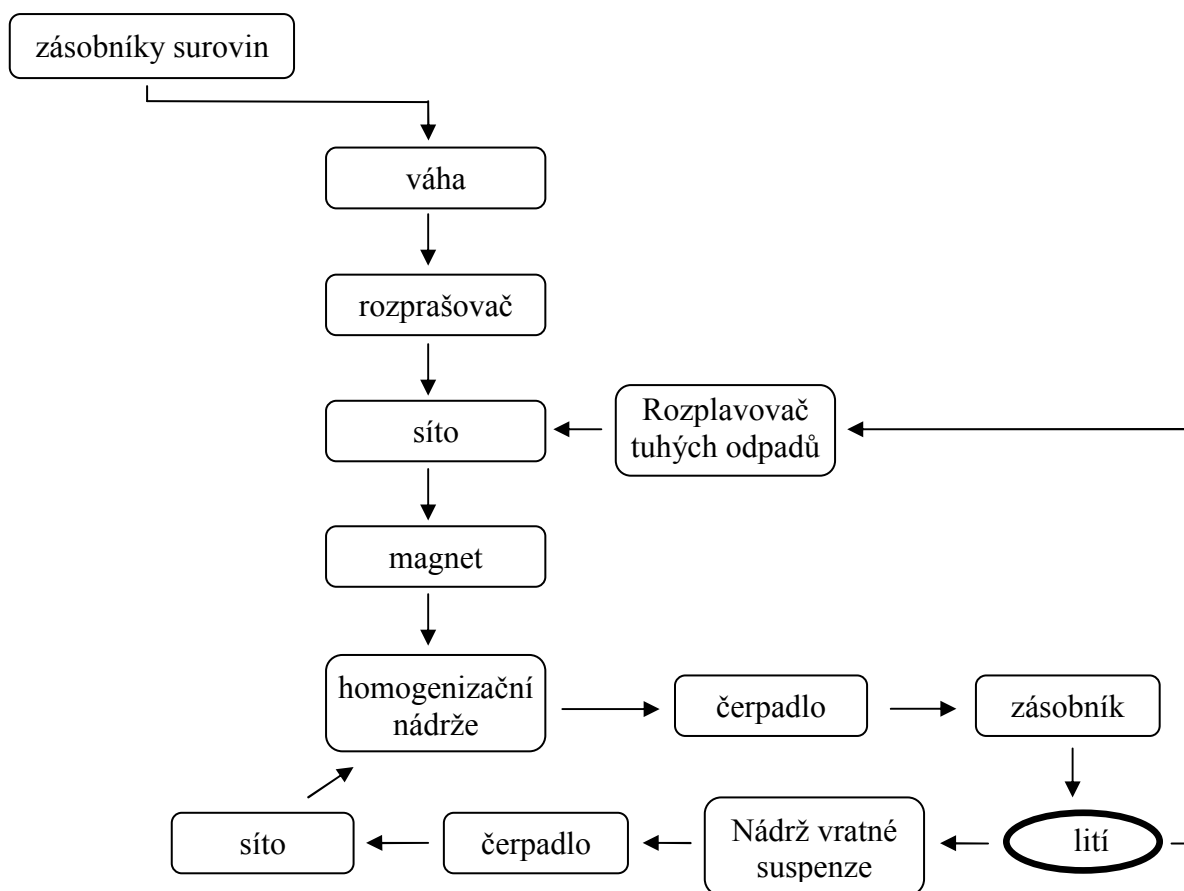 zásobníky surovin
váha
rozprašovač
síto
Rozplavovač
tuhých odpadů
magnet
homogenizační
nádrže
čerpadlo
zásobník
síto
čerpadlo
Nádrž vratné
suspenze
lití